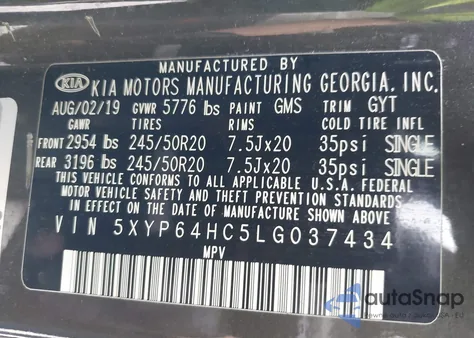 MANUFACTURED BY
KIA KIA MOTORS MANUFACTURING GEORGIA, INC.
AUG/02/19 GVWR 5776 lbs PAINT GMS TRIM GYT
GAWR TIRES RIMS COLD TIRE INFL
FRONT 2954 lbs 245/50R20 7.5Jx20 35psi SINGLE
REAR 3196 lbs 245/50R20 7.5Jx20 35psi SINGLE
THIS VEHICLE CONFORMS TO ALL APPLICABLE U.S.A. FEDERAL
MOTOR VEHICLE SAFETY AND THEFT PREVENTION STANDARDS
IN EFFECT ON THE DATE OF MANUFACTURE SHOWN ABOVE.
VIN 5XYP64HC5LG037434
MPV
autoSnap